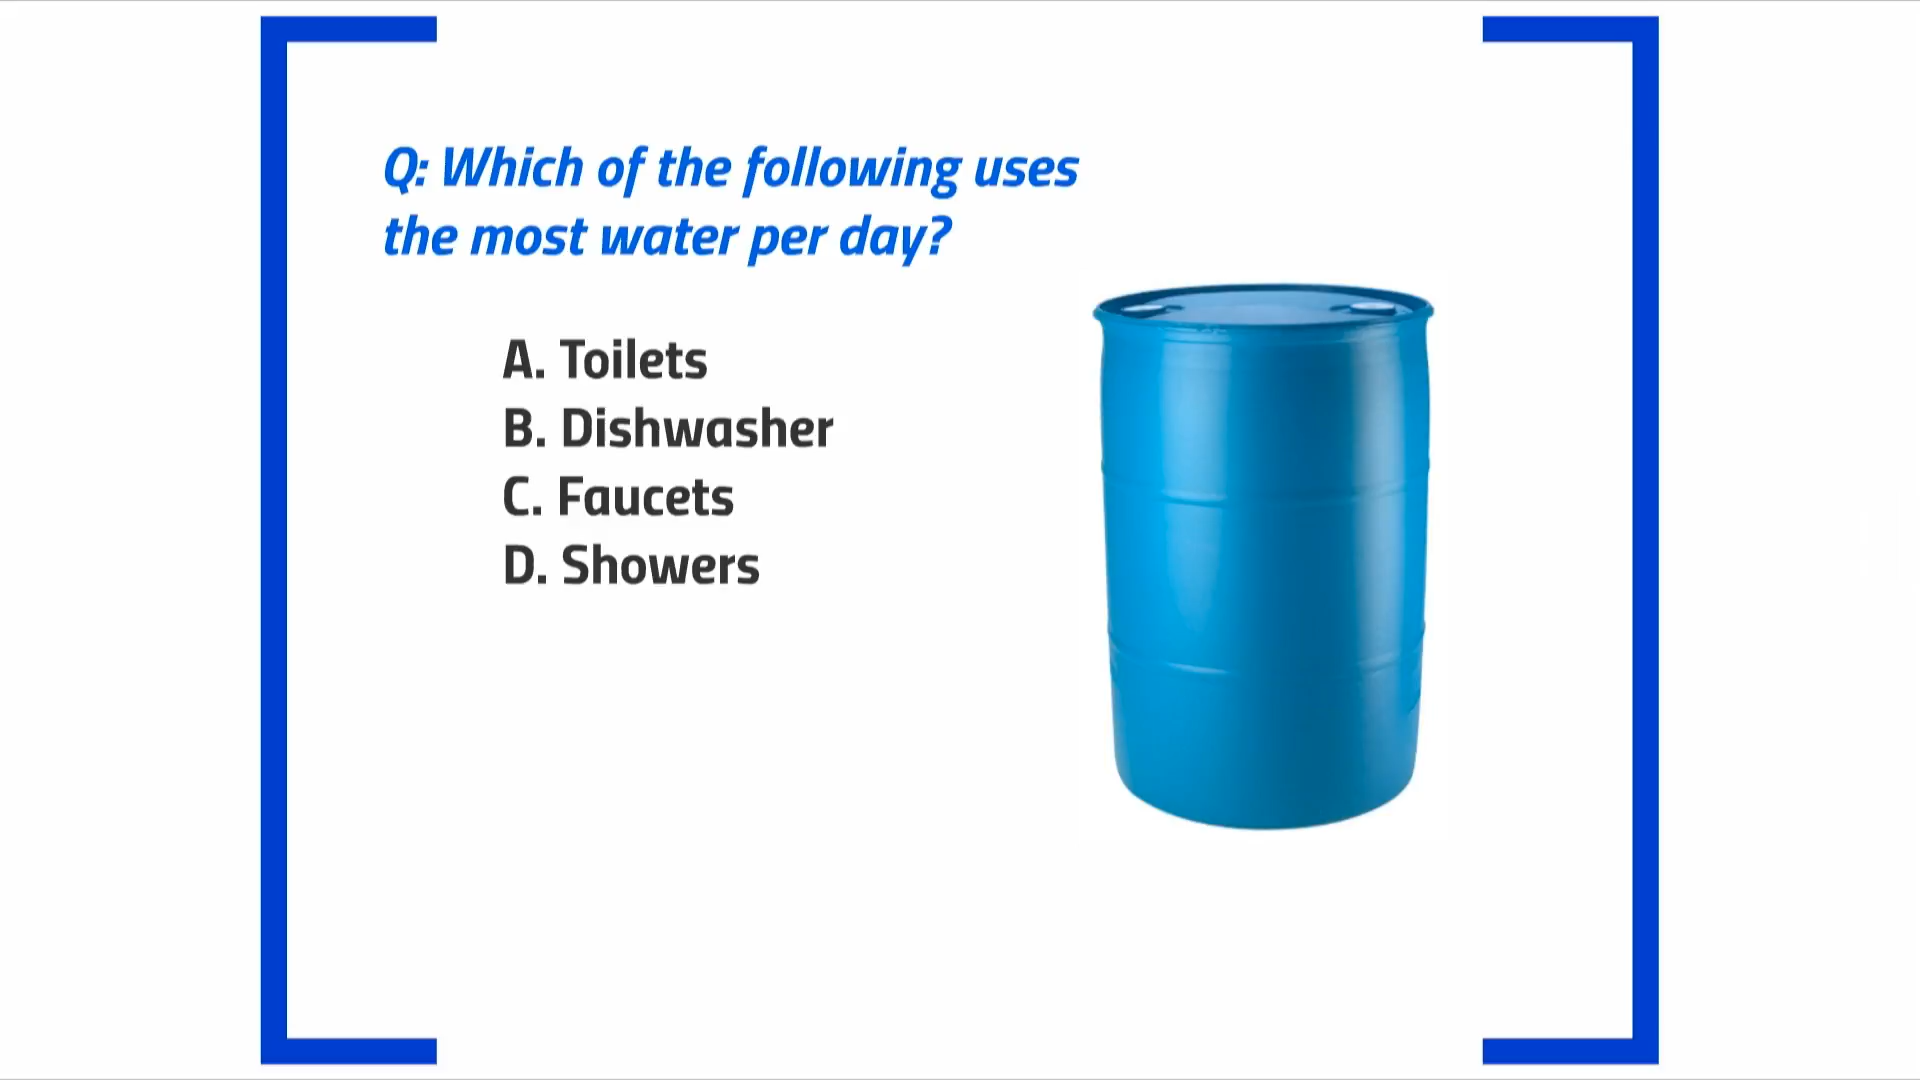 Q: Which of the following uses
the most water per day?
A. Toilets
B. Dishwasher
C. Faucets
D. Showers